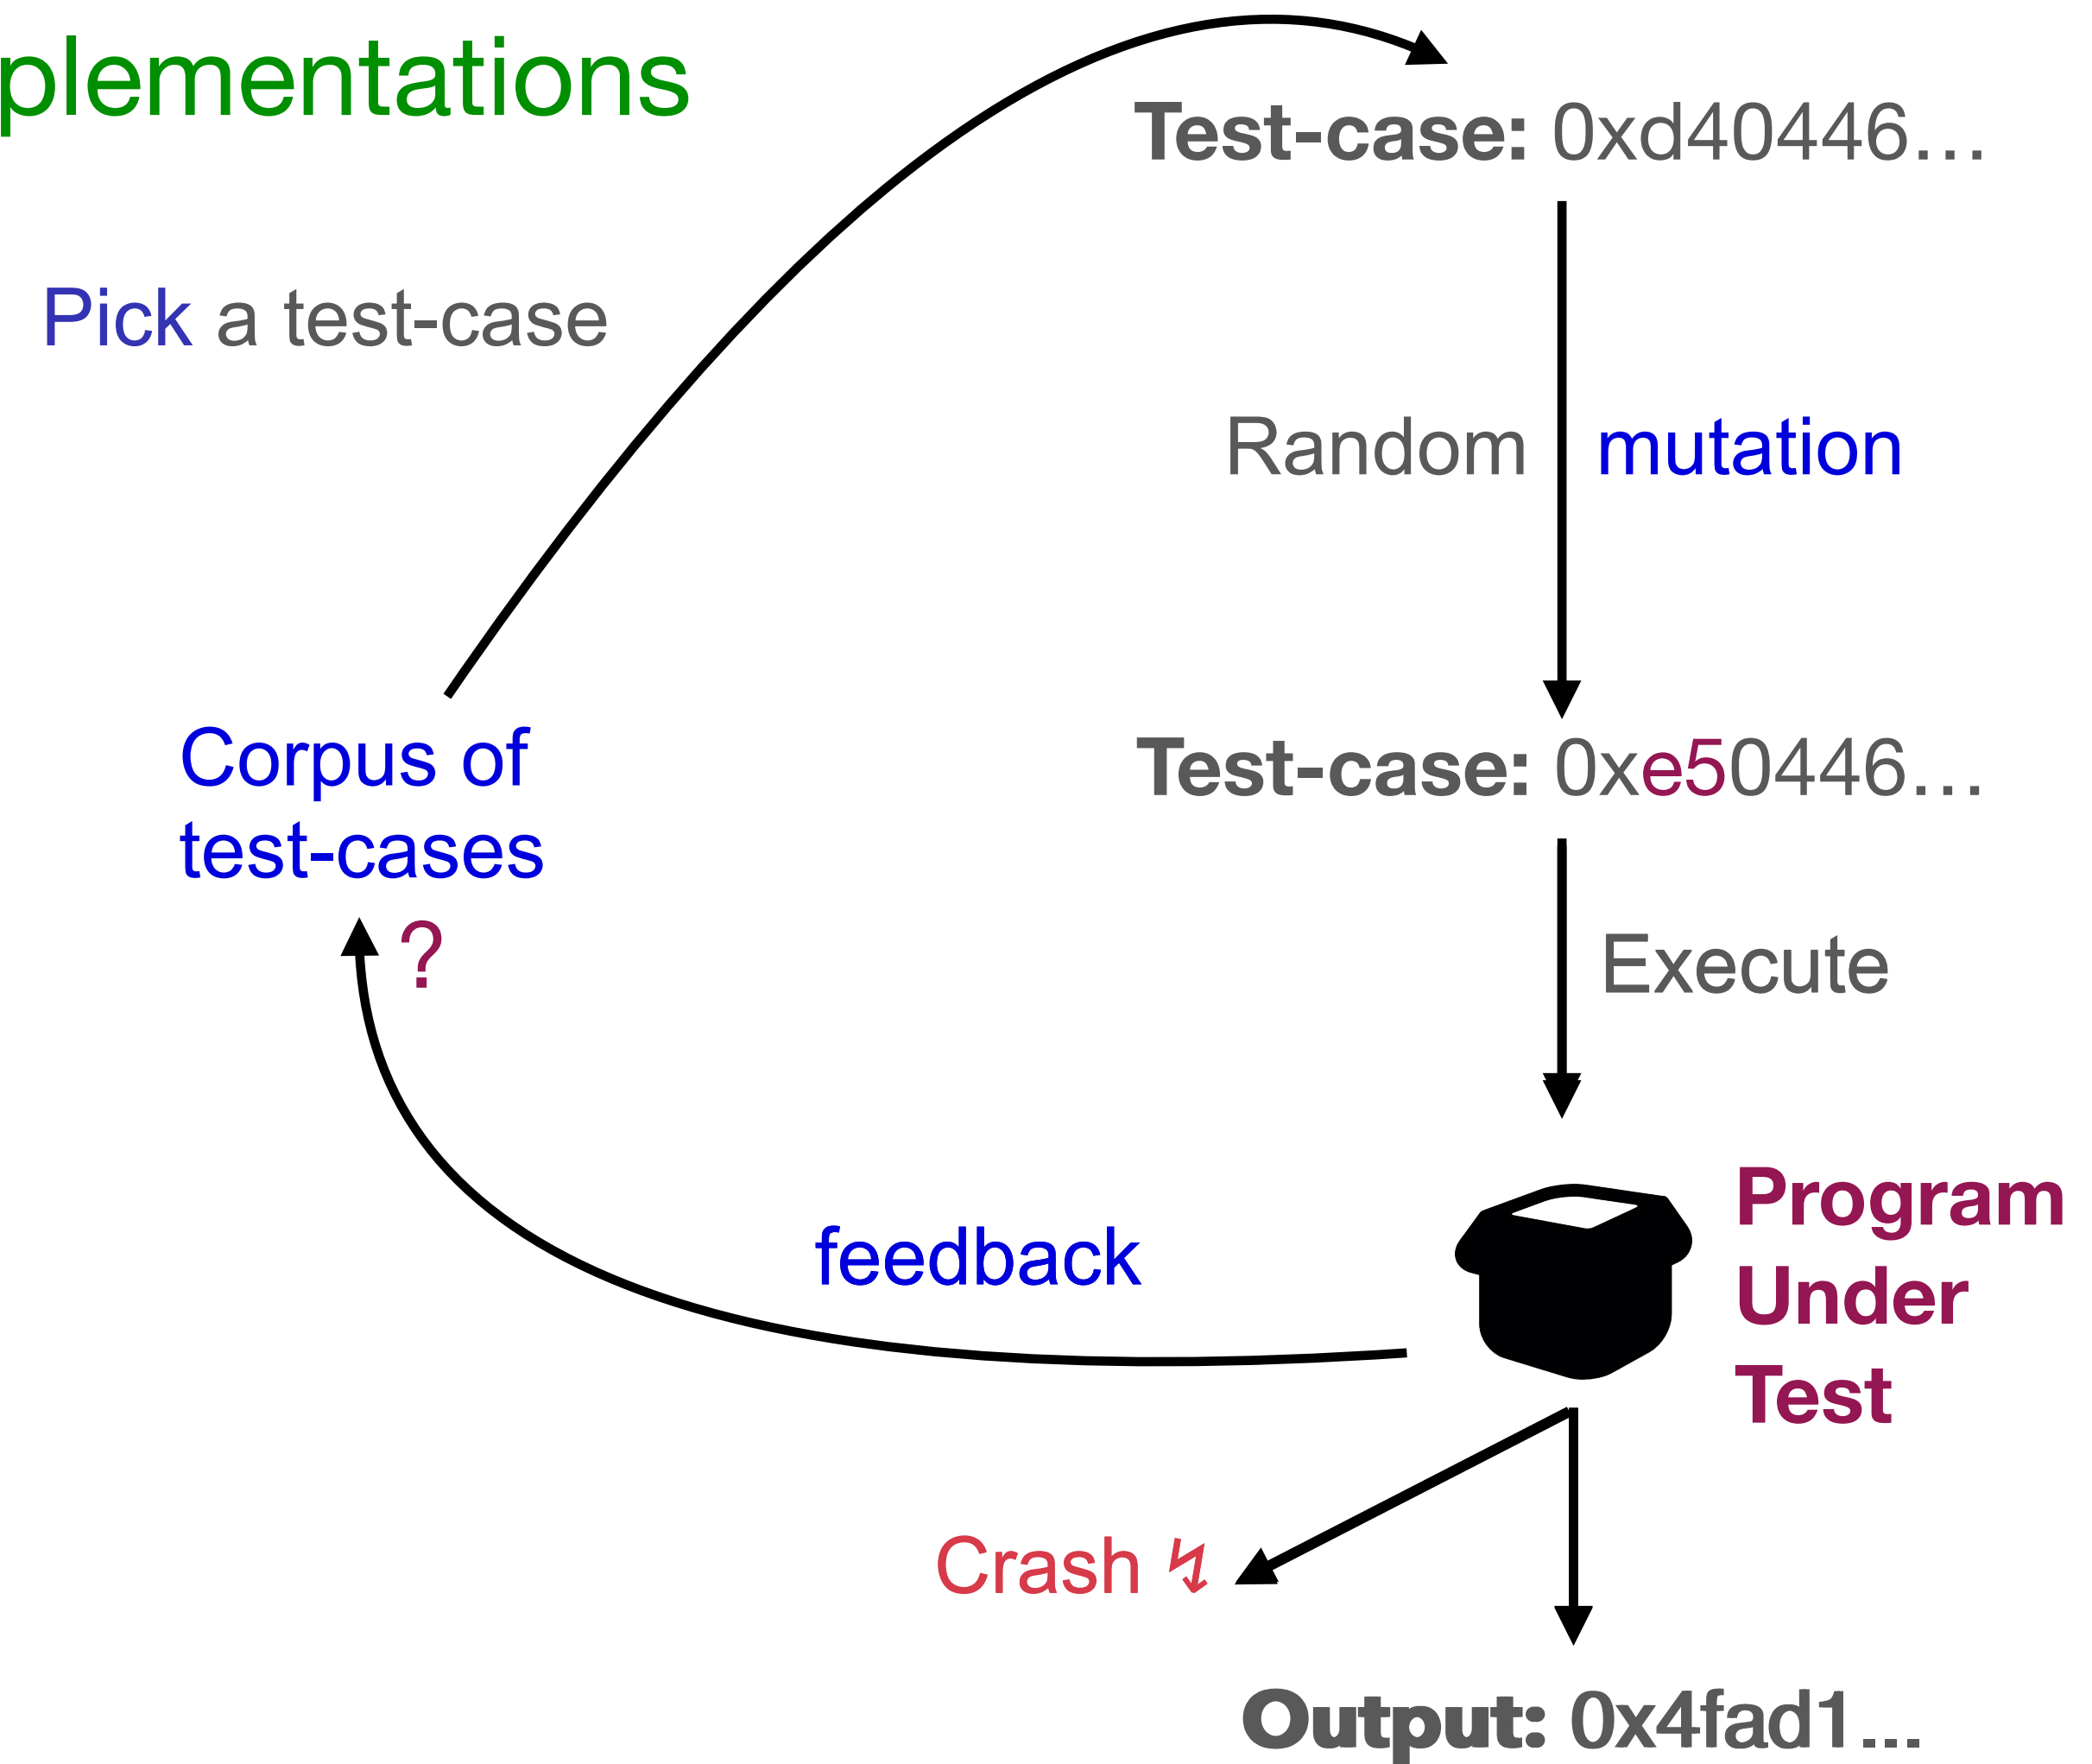 plementations
Test-case: 0xd40446...
Pick a test-case
Random mutation
Corpus of
test-cases
Test-case: 0xe50446...
?
Execute
feedback
Program
Under
Test
Crash ↯
Output: 0x4fad1...